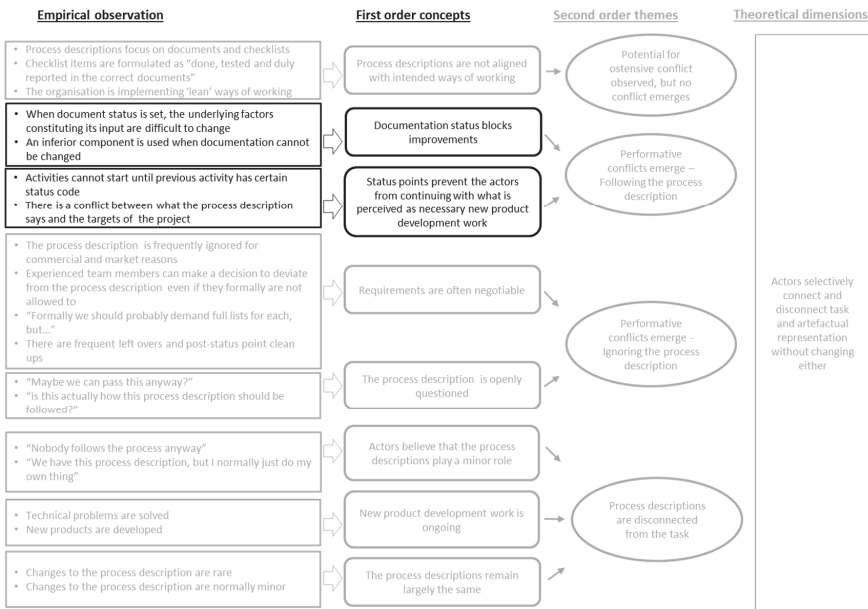 Empirical observation
First order concepts
Second order themes
Theoretical dimensions
• Process descriptions focus on documents and checklists
• Checklist items are formulated as “done, tested and duly
reported in the correct documents”
• The organisation is implementing ‘lean’ ways of working
Process descriptions are not aligned
with intended ways of working
Potential for
ostensive conflict
observed, but no
conflict emerges
• When document status is set, the underlying factors
constituting its input are difficult to change
• An inferior component is used when documentation cannot
be changed
Documentation status blocks
improvements
• Activities cannot start until previous activity has certain
status code
• There is a conflict between what the process description
says and the targets of the project
Status points prevent the actors
from continuing with what is
perceived as necessary new product
development work
Performative
conflicts emerge –
Following the process
description
• The process description is frequently ignored for
commercial and market reasons
• Experienced team members can make a decision to deviate
from the process description even if they formally are not
allowed to
• “Formally we should probably demand full lists for each,
but...”
• There are frequent left overs and post-status point clean
ups
Requirements are often negotiable
• “Maybe we can pass this anyway?”
• “Is this actually how this process description should be
followed?”
The process description is openly
questioned
Performative
conflicts emerge -
Ignoring the process
description
• “Nobody follows the process anyway”
• “We have this process description, but I normally just do my
own thing”
Actors believe that the process
descriptions play a minor role
• Technical problems are solved
• New products are developed
New product development work is
ongoing
• Changes to the process description are rare
• Changes to the process description are normally minor
The process descriptions remain
largely the same
Process descriptions
are disconnected
from the task
Actors selectively
connect and
disconnect task
and artefactual
representation
without changing
either